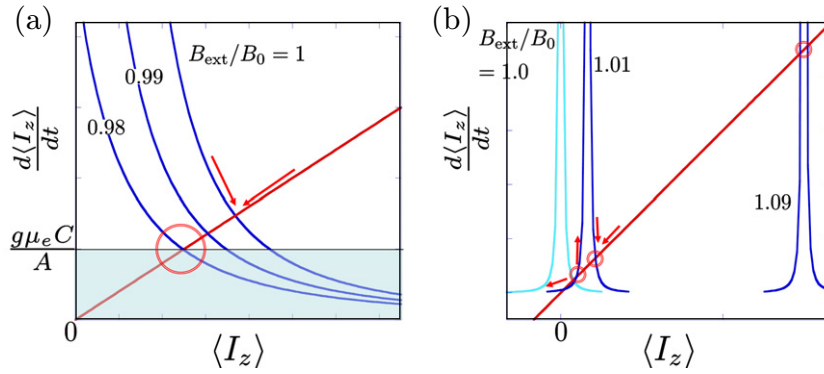 (a)
B_ext/B_0 = 1
0.99
0.98
d⟨I_z⟩/dt
gμ_eC/A
0
⟨I_z⟩
(b)
B_ext/B_0
= 1.0
1.01
1.09
d⟨I_z⟩/dt
0
⟨I_z⟩